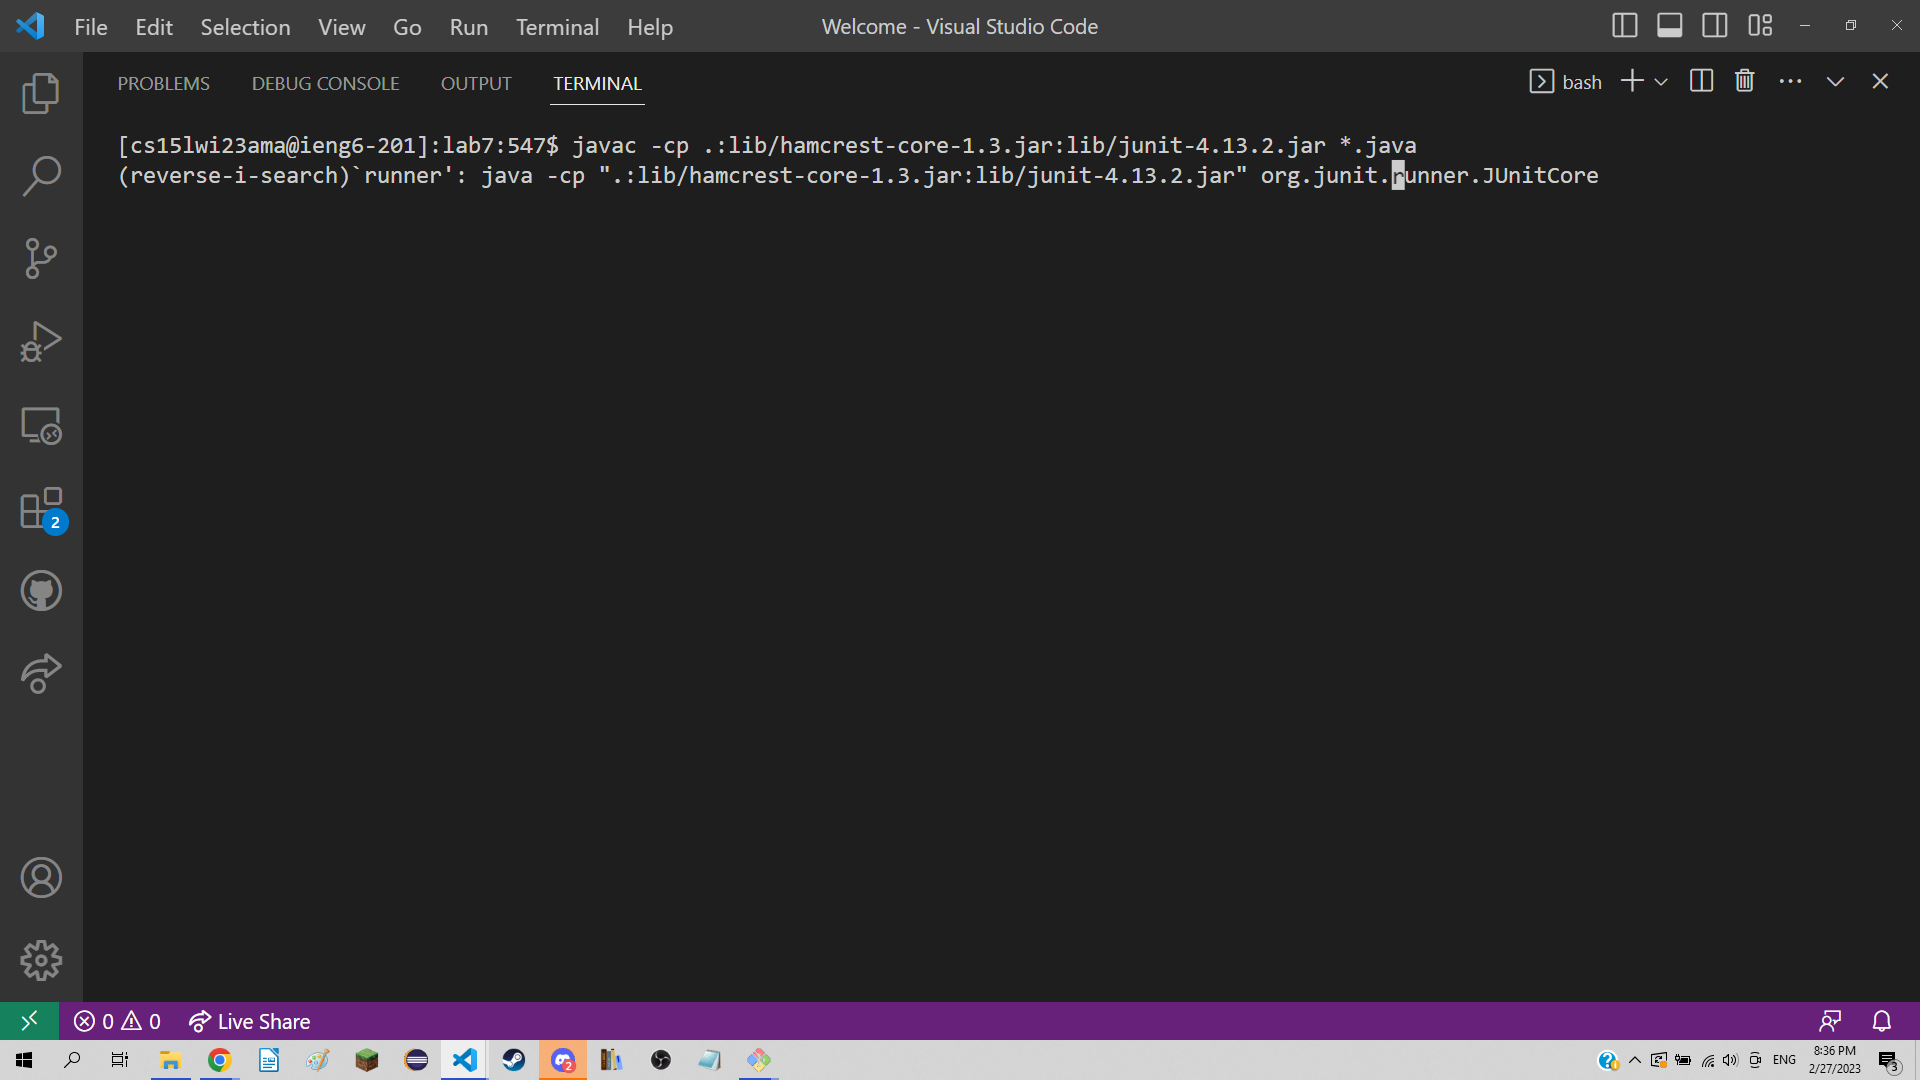 File Edit Selection View Go Run Terminal Help
Welcome - Visual Studio Code
PROBLEMS DEBUG CONSOLE OUTPUT TERMINAL
bash
[cs15lwi23ama@ieng6-201]:lab7:547$ javac -cp .:lib/hamcrest-core-1.3.jar:lib/junit-4.13.2.jar *.java
(reverse-i-search)`runner': java -cp ".:lib/hamcrest-core-1.3.jar:lib/junit-4.13.2.jar" org.junit.runner.JUnitCore
2
0 0 Live Share
2
ENG
8:36 PM
2/27/2023
3